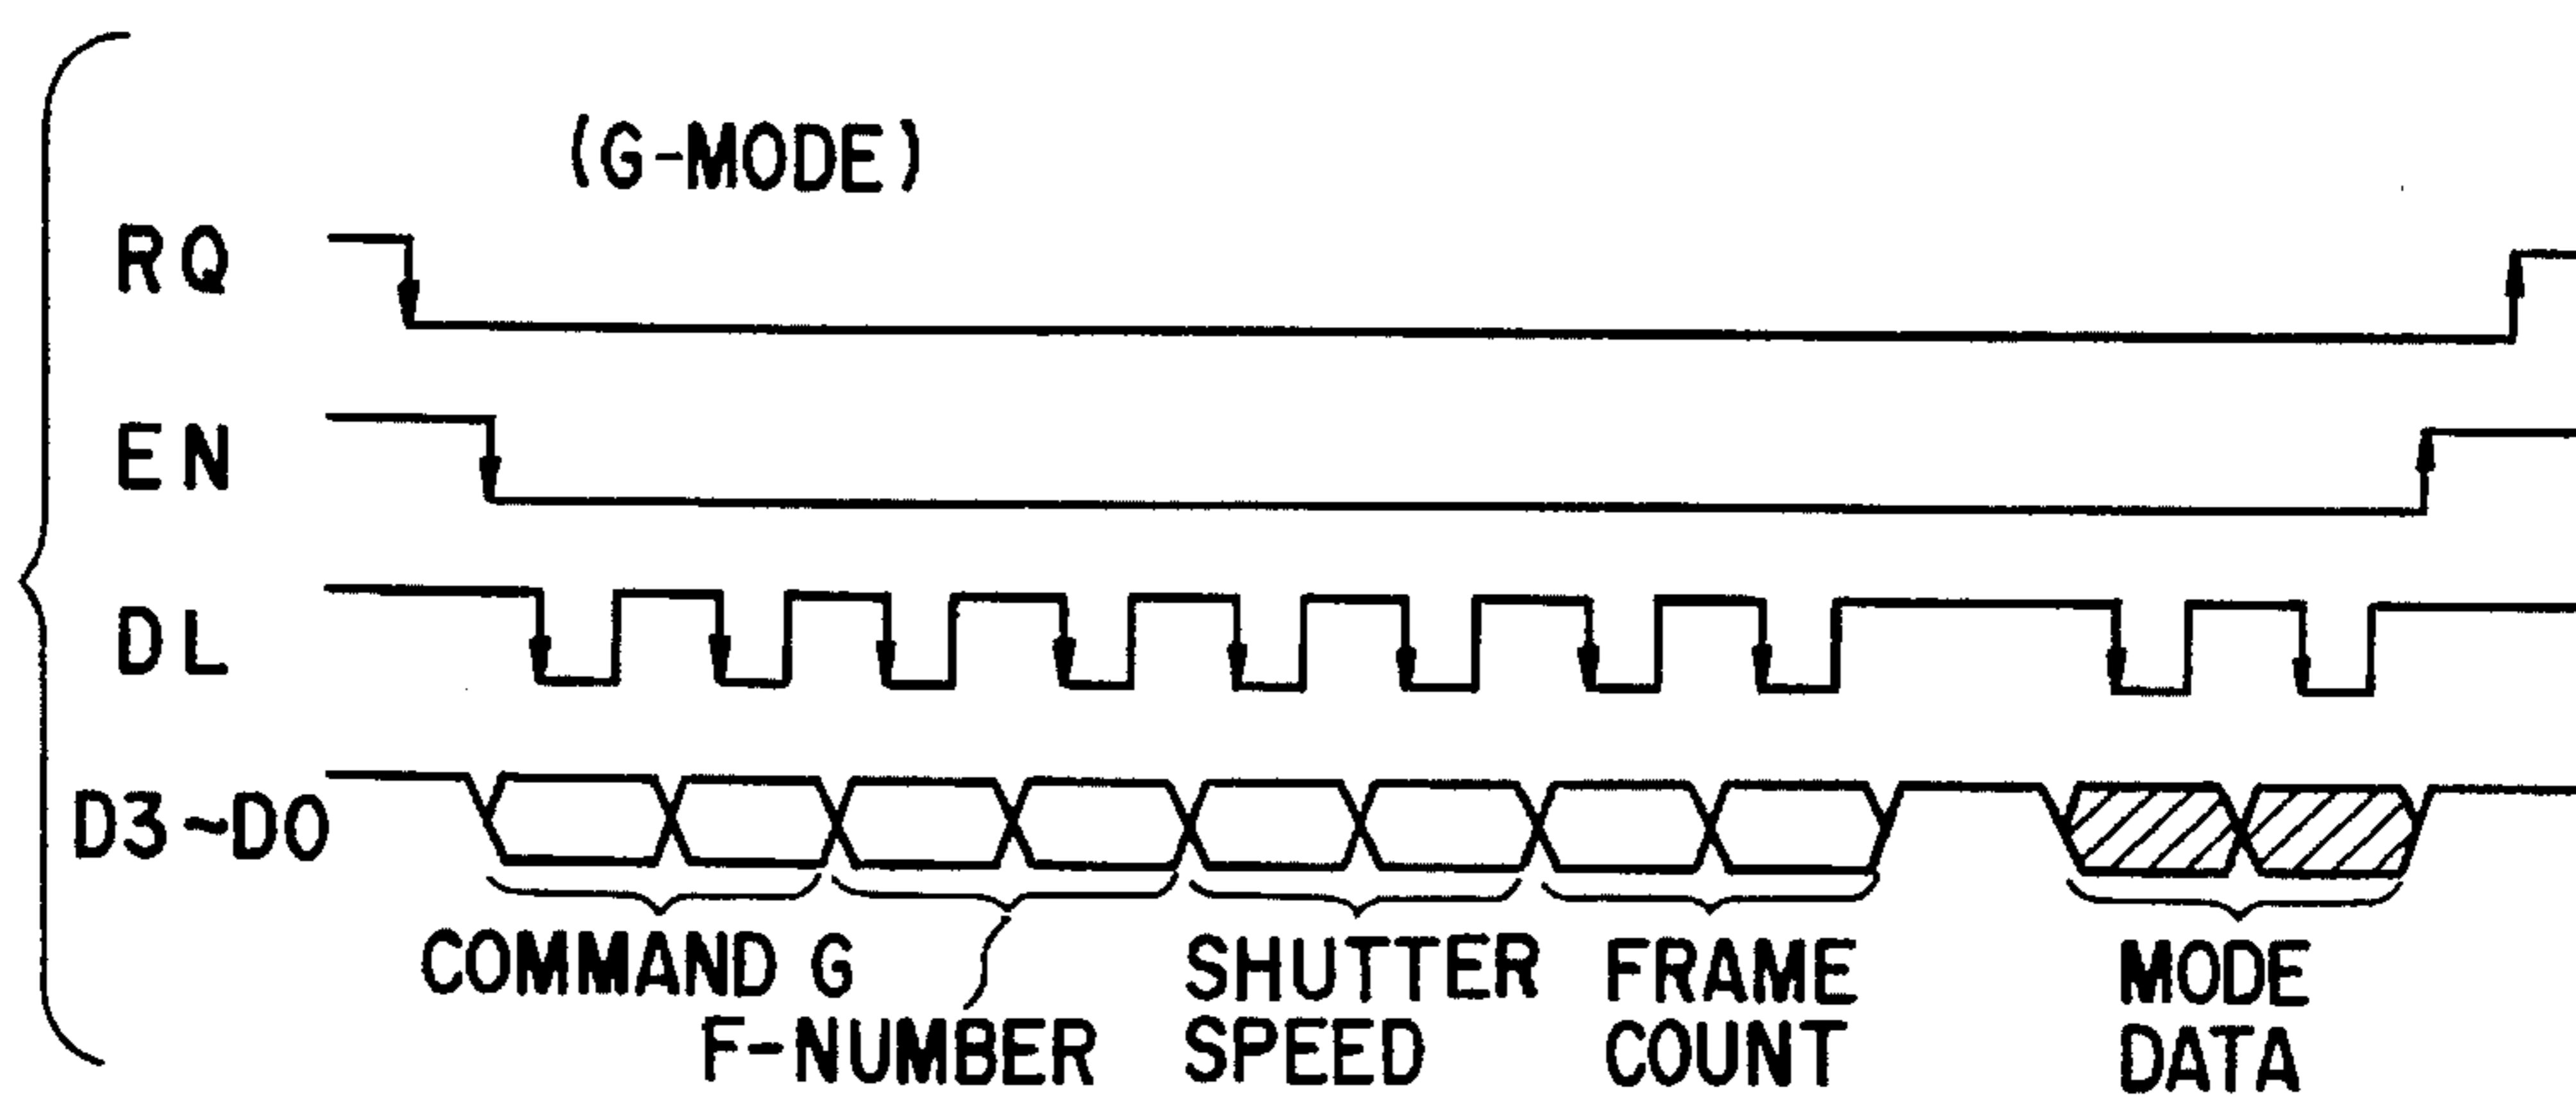 (G-MODE)
RQ
EN
DL
D3~D0
COMMAND G
F-NUMBER
SHUTTER
SPEED
FRAME
COUNT
MODE
DATA